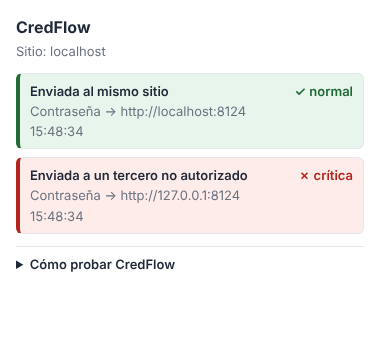 CredFlow
Sitio: localhost
Enviada al mismo sitio ✓ normal
Contraseña → http://localhost:8124
15:48:34
Enviada a un tercero no autorizado × crítica
Contraseña → http://127.0.0.1:8124
15:48:34
▶ Cómo probar CredFlow